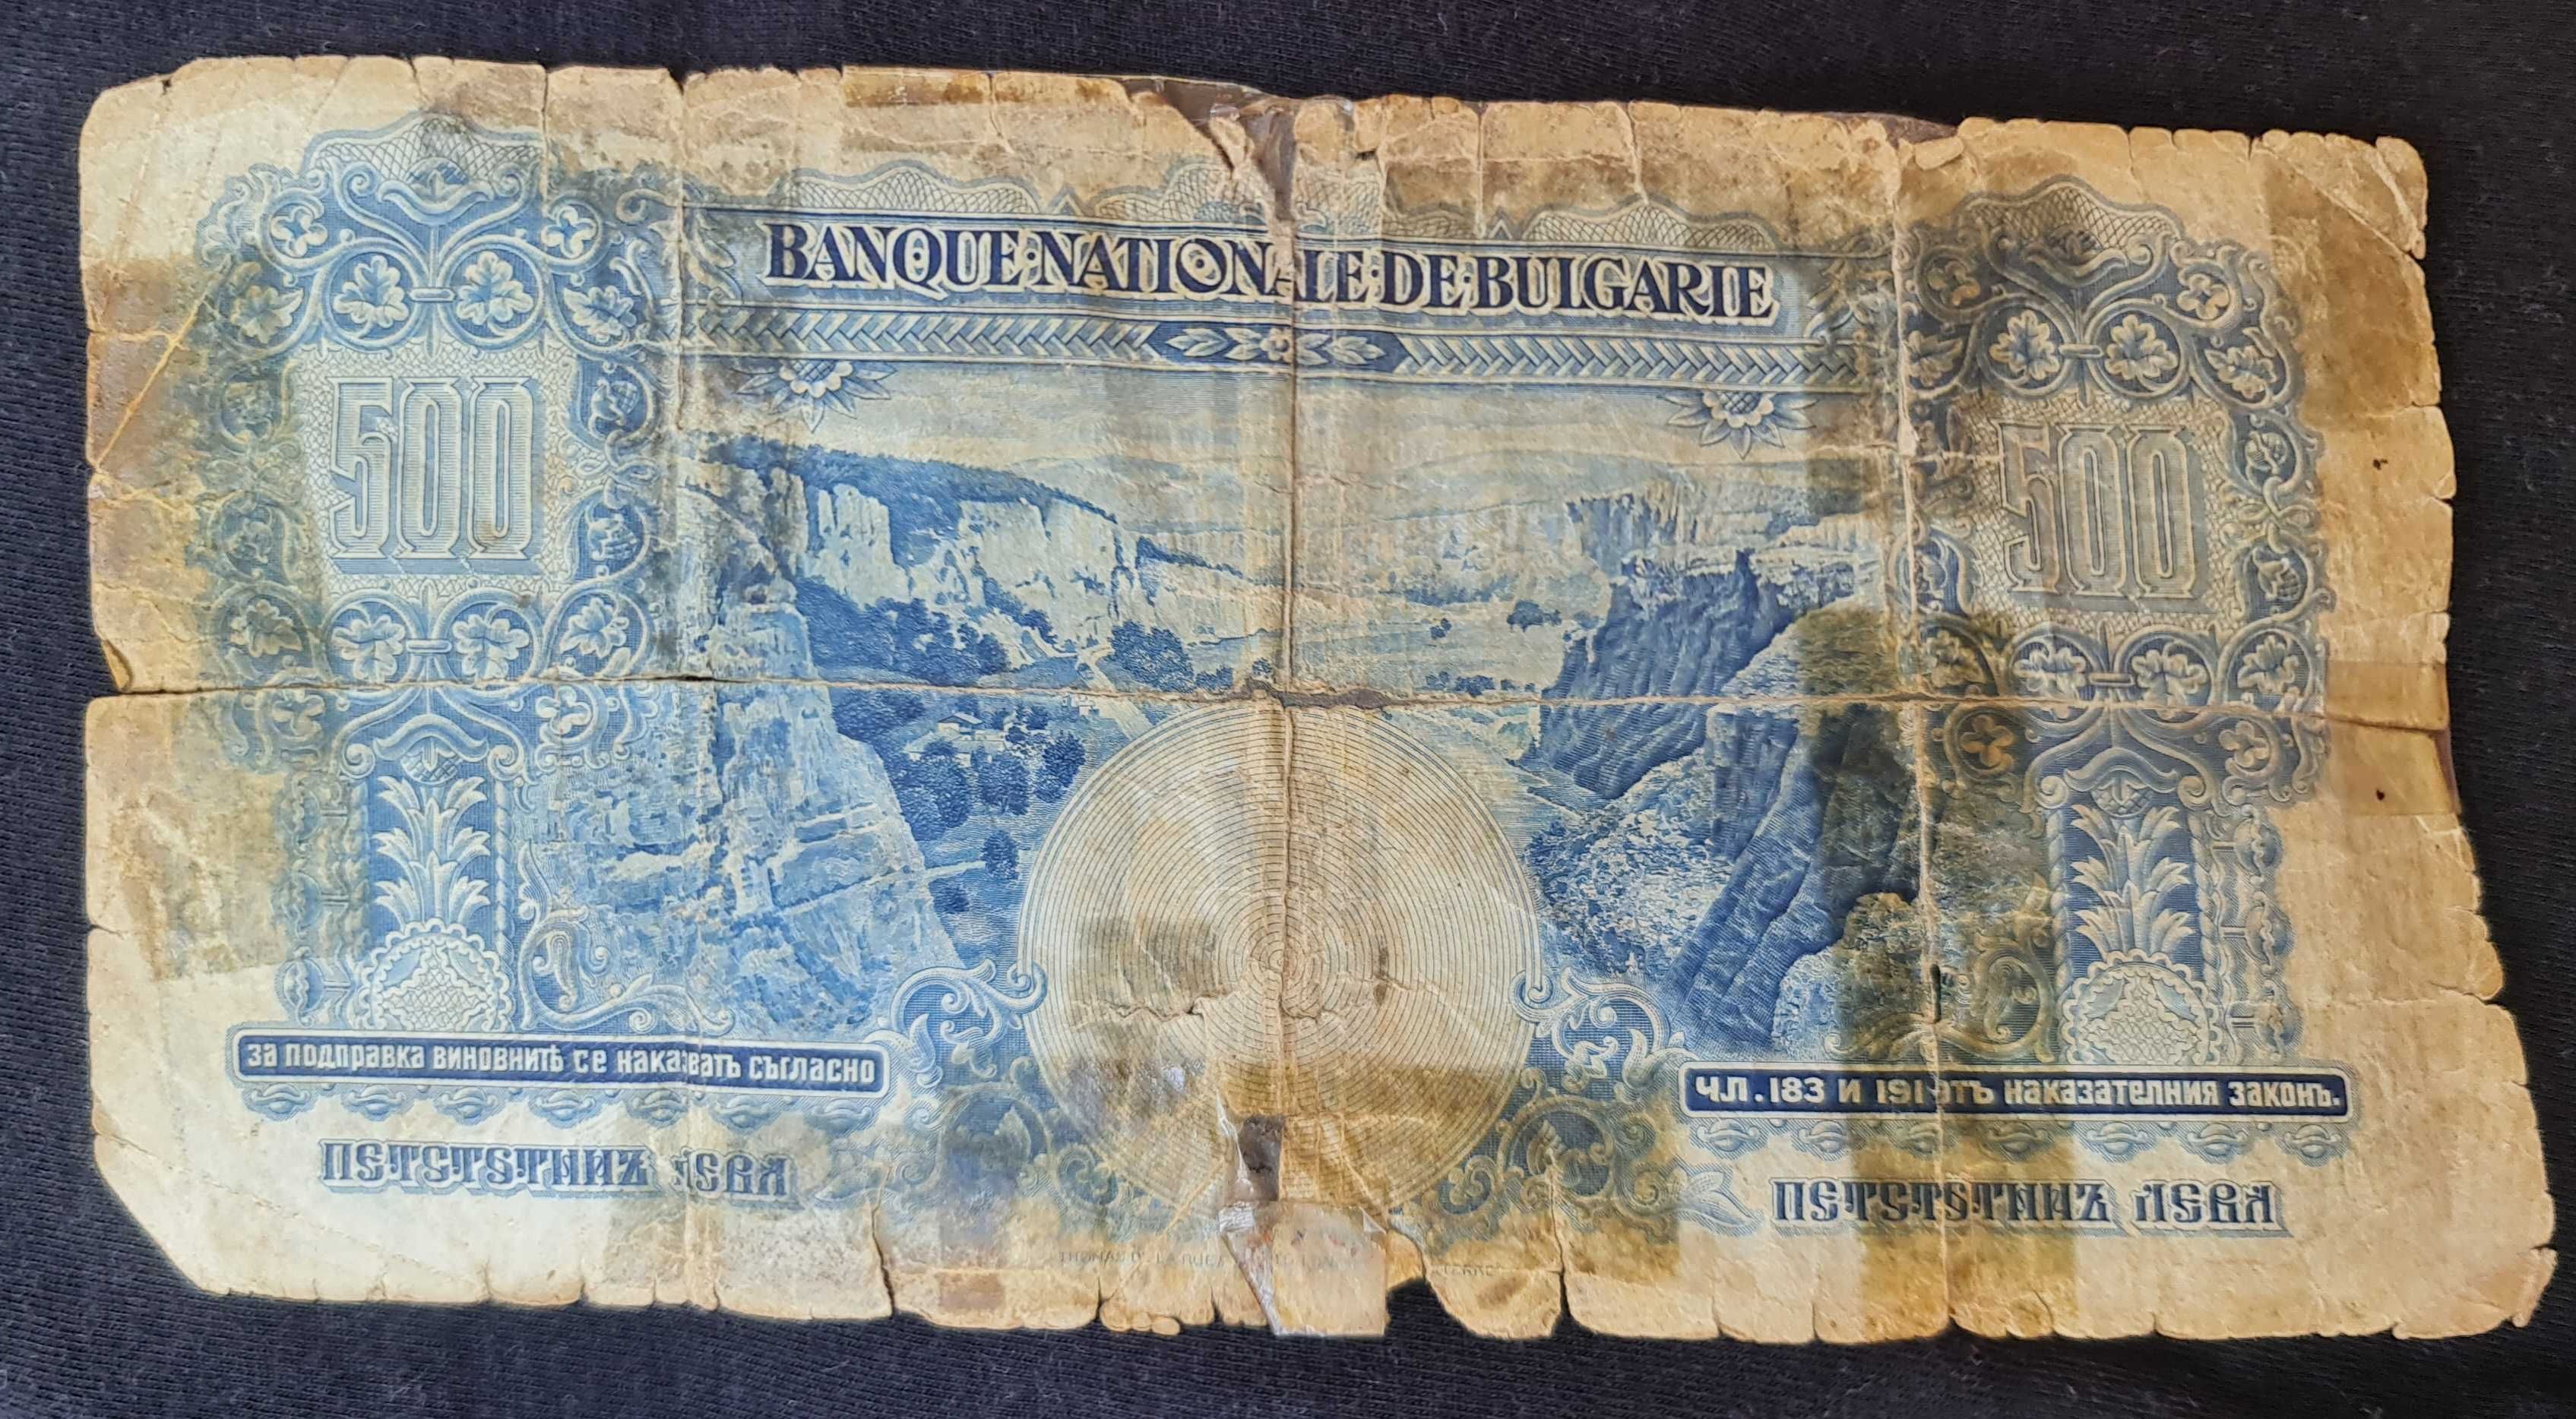 BANQUE·NATIONALE·DE·BULGARIE
500
500
за подправка виновнитѣ се наказватъ съгласно
чл. 183 и 191 отъ наказателния законъ.
ПЕТСТОТИНЪ ЛЕВА
ПЕТСТОТИНЪ ЛЕВА